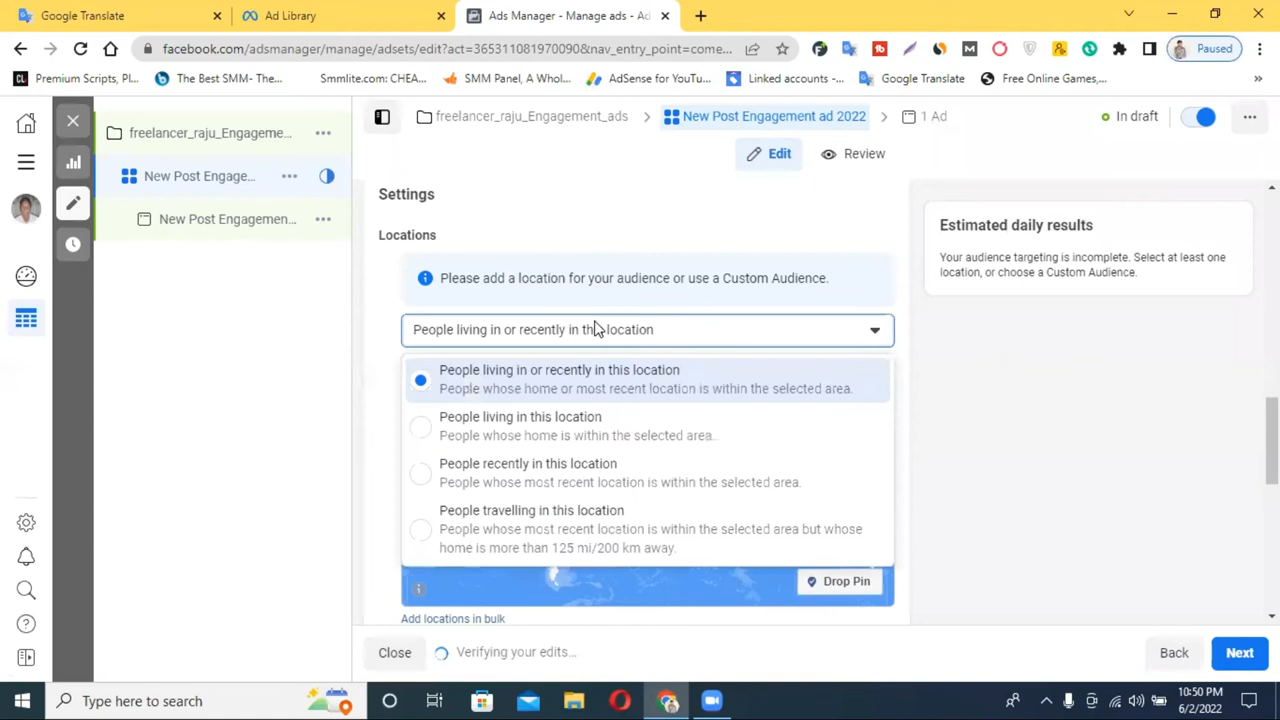 Google Translate
Ad Library
Ads Manager - Manage ads - Ad
facebook.com/adsmanager/manage/adsets/edit?act=365311081970090&nav_entry_point=come...
Paused
Premium Scripts, Pl...
The Best SMM- The...
Smmlite.com: CHEA...
SMM Panel, A Whol...
AdSense for YouTu...
Linked accounts -...
Google Translate
Free Online Games,...
freelancer_raju_Engageme...
New Post Engage...
New Post Engagemen...
freelancer_raju_Engagement_ads
New Post Engagement ad 2022
1 Ad
In draft
Edit
Review
Settings
Locations
Please add a location for your audience or use a Custom Audience.
People living in or recently in this location
People living in or recently in this location
People whose home or most recent location is within the selected area.
People living in this location
People whose home is within the selected area..
People recently in this location
People whose most recent location is within the selected area.
People travelling in this location
People whose most recent location is within the selected area but whose
home is more than 125 mi/200 km away.
Drop Pin
Add locations in bulk
Estimated daily results
Your audience targeting is incomplete. Select at least one
location, or choose a Custom Audience.
Close
Verifying your edits...
Back
Next
Type here to search
10:50 PM
6/2/2022